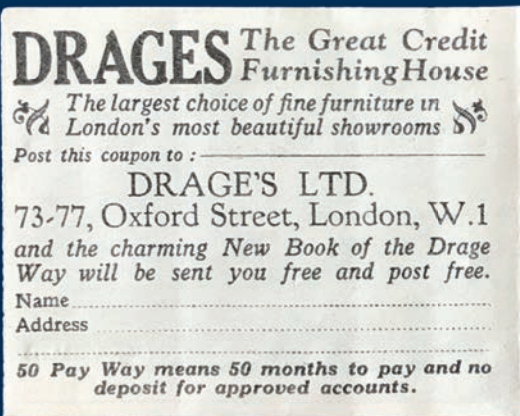 DRAGES The Great Credit
Furnishing House
The largest choice of fine furniture in
London's most beautiful showrooms
Post this coupon to :
DRAGE'S LTD.
73-77, Oxford Street, London, W.1
and the charming New Book of the Drage
Way will be sent you free and post free.
Name
Address
50 Pay Way means 50 months to pay and no
deposit for approved accounts.